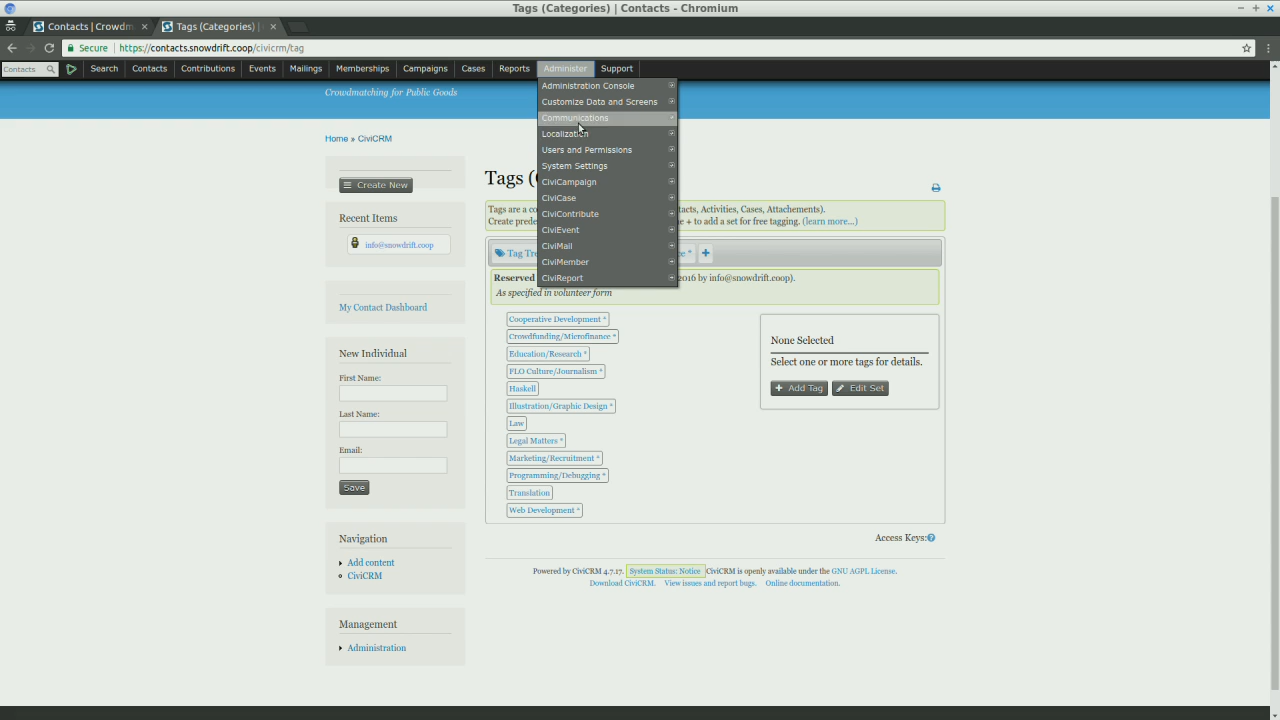 Tags (Categories) | Contacts - Chromium
Contacts | Crowdm
Tags (Categories) |
Secure
https://contacts.snowdrift.coop/civicrm/tag
Contacts
Search
Contacts
Contributions
Events
Mailings
Memberships
Campaigns
Cases
Reports
Administer
Support
Crowdmatching for Public Goods
Administration Console
Customize Data and Screens
Communications
Localization
Users and Permissions
System Settings
CiviCampaign
CiviCase
CiviContribute
CiviEvent
CiviMail
CiviMember
CiviReport
Home » CiviCRM
Create New
Recent Items
info@snowdrift.coop
My Contact Dashboard
New Individual
First Name:
Last Name:
Email:
Save
Navigation
Add content
CiviCRM
Management
Administration
Tags (
Tags are a co
tacts, Activities, Cases, Attachements).
Create prede
e + to add a set for free tagging. (learn more...)
Tag Tre
e *
+
Reserved
2016 by info@snowdrift.coop).
As specified in volunteer form
Cooperative Development *
Crowdfunding/Microfinance *
Education/Research *
FLO Culture/Journalism *
Haskell
Illustration/Graphic Design *
Law
Legal Matters *
Marketing/Recruitment *
Programming/Debugging *
Translation
Web Development *
None Selected
Select one or more tags for details.
+ Add Tag
Edit Set
Access Keys:?
Powered by CiviCRM 4.7.17. System Status: Notice CiviCRM is openly available under the GNU AGPL License.
Download CiviCRM. View issues and report bugs. Online documentation.